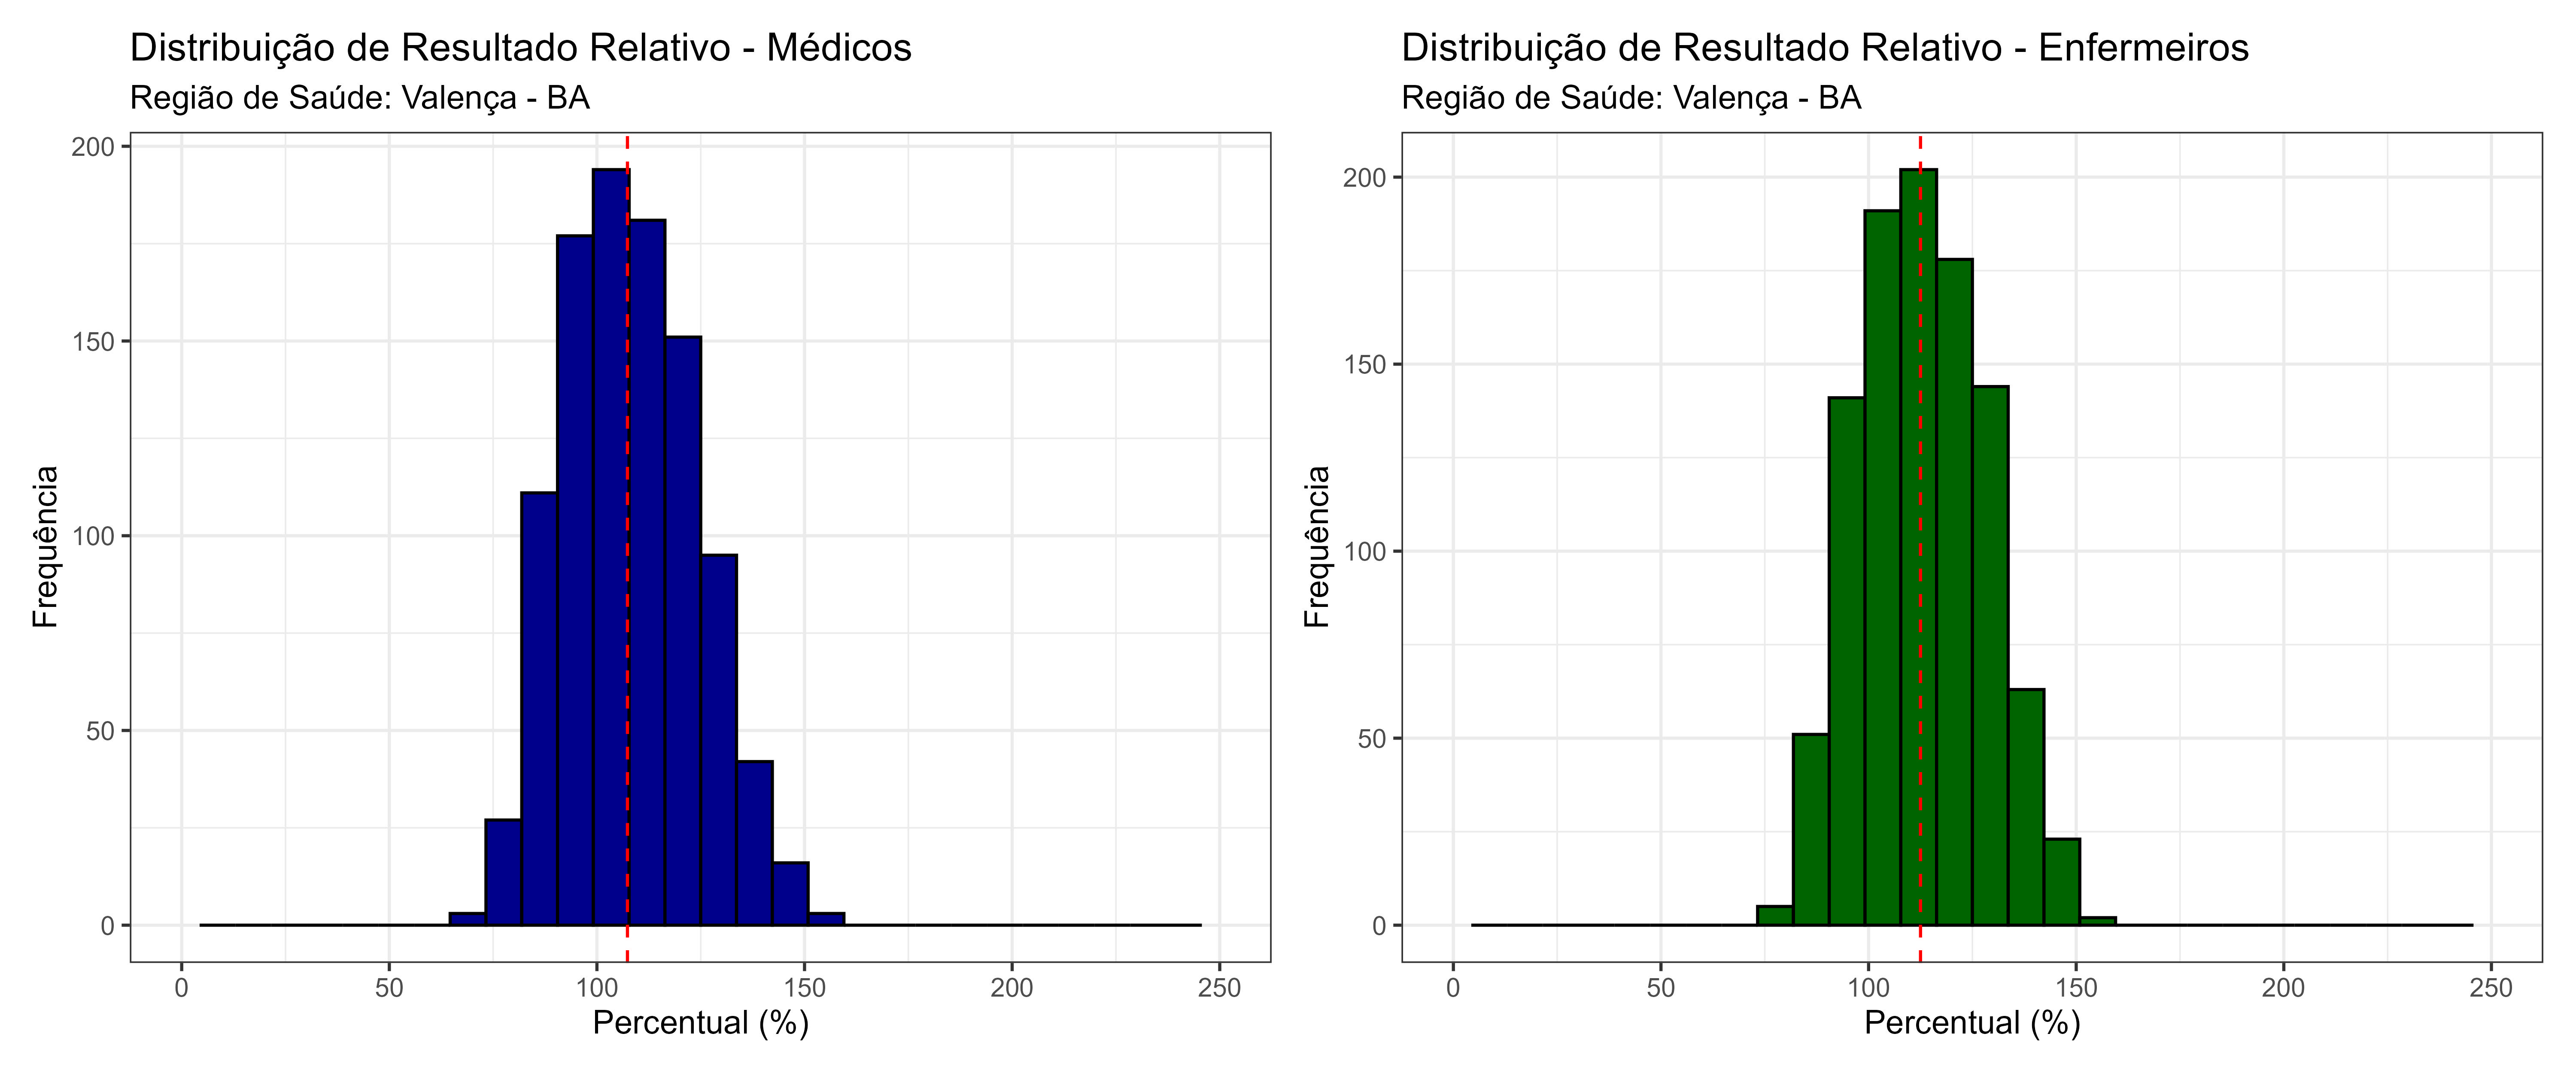 Distribuição de Resultado Relativo - Médicos
Região de Saúde: Valença - BA
200
150
100
50
0
Frequência
0 50 100 150 200 250
Percentual (%)
Distribuição de Resultado Relativo - Enfermeiros
Região de Saúde: Valença - BA
200
150
100
50
0
Frequência
0 50 100 150 200 250
Percentual (%)